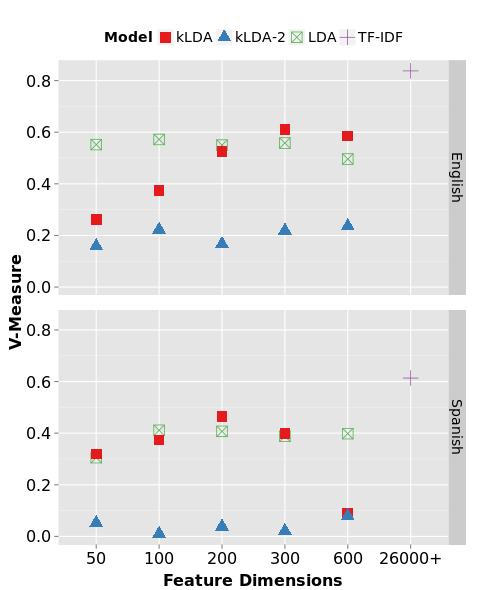 Model kLDA kLDA-2 LDA TF-IDF
0.8
0.6
0.4
0.2
0.0
English
V-Measure
0.8
0.6
0.4
0.2
0.0
Spanish
50 100 200 300 600 26000+
Feature Dimensions